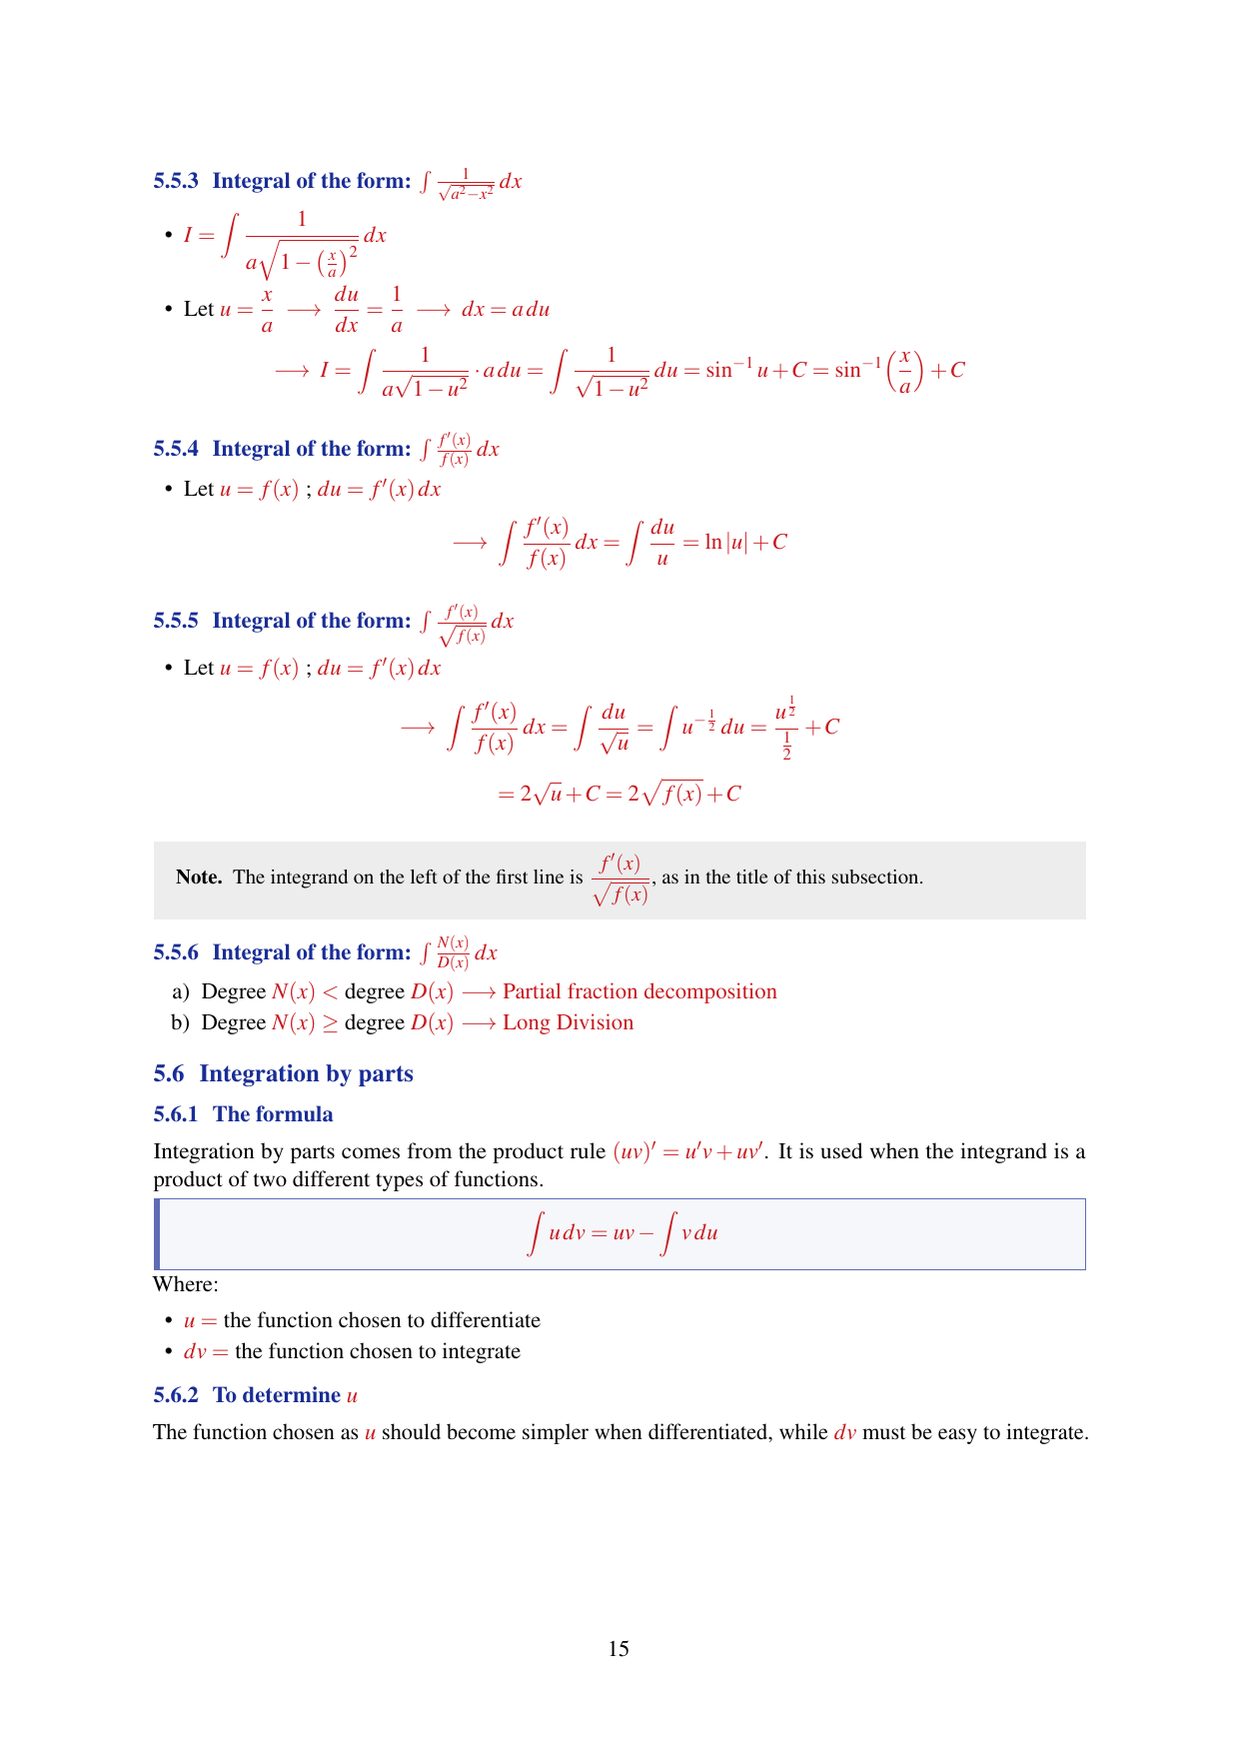 5.5.3 Integral of the form: ∫ 1/√(a²−x²) dx
• I = ∫ 1/(a√(1 − (x/a)²)) dx
• Let u = x/a ⟶ du/dx = 1/a ⟶ dx = a du
⟶ I = ∫ 1/(a√(1−u²)) · a du = ∫ 1/√(1−u²) du = sin⁻¹ u + C = sin⁻¹(x/a) + C
5.5.4 Integral of the form: ∫ f′(x)/f(x) dx
• Let u = f(x) ; du = f′(x) dx
⟶ ∫ f′(x)/f(x) dx = ∫ du/u = ln|u| + C
5.5.5 Integral of the form: ∫ f′(x)/√(f(x)) dx
• Let u = f(x) ; du = f′(x) dx
⟶ ∫ f′(x)/f(x) dx = ∫ du/√u = ∫ u^(−1/2) du = u^(1/2)/(1/2) + C
= 2√u + C = 2√(f(x)) + C
Note. The integrand on the left of the first line is f′(x)/√(f(x)), as in the title of this subsection.
5.5.6 Integral of the form: ∫ N(x)/D(x) dx
a) Degree N(x) < degree D(x) ⟶ Partial fraction decomposition
b) Degree N(x) ≥ degree D(x) ⟶ Long Division
5.6 Integration by parts
5.6.1 The formula
Integration by parts comes from the product rule (uv)′ = u′v + uv′. It is used when the integrand is a
product of two different types of functions.
∫ u dv = uv − ∫ v du
Where:
• u = the function chosen to differentiate
• dv = the function chosen to integrate
5.6.2 To determine u
The function chosen as u should become simpler when differentiated, while dv must be easy to integrate.
15